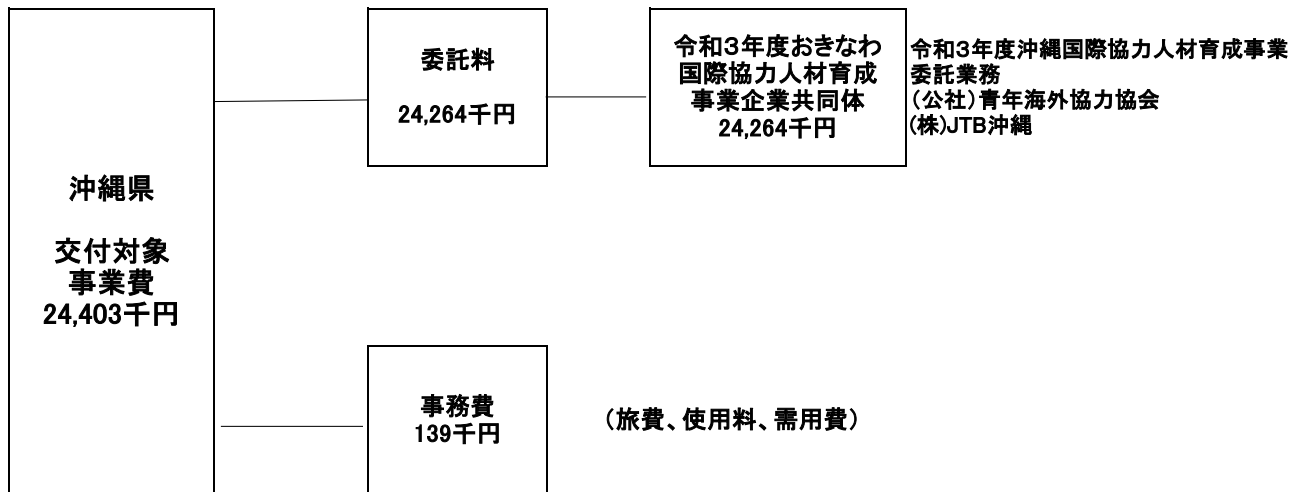 沖縄県
交付対象
事業費
24,403千円
委託料
24,264千円
令和3年度おきなわ
国際協力人材育成
事業企業共同体
24,264千円
令和3年度沖縄国際協力人材育成事業
委託業務
（公社）青年海外協力協会
(株)JTB沖縄
事務費
139千円
（旅費、使用料、需用費）